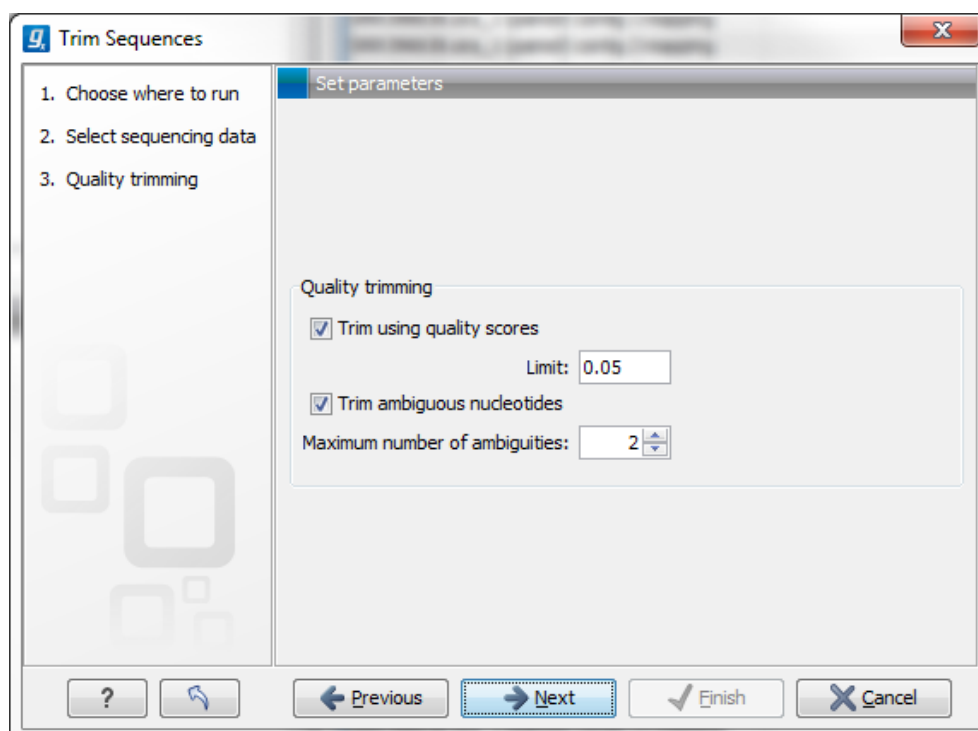 Trim Sequences
1. Choose where to run
2. Select sequencing data
3. Quality trimming
Set parameters
Quality trimming
Trim using quality scores
Limit: 0.05
Trim ambiguous nucleotides
Maximum number of ambiguities: 2
? Previous Next Finish Cancel